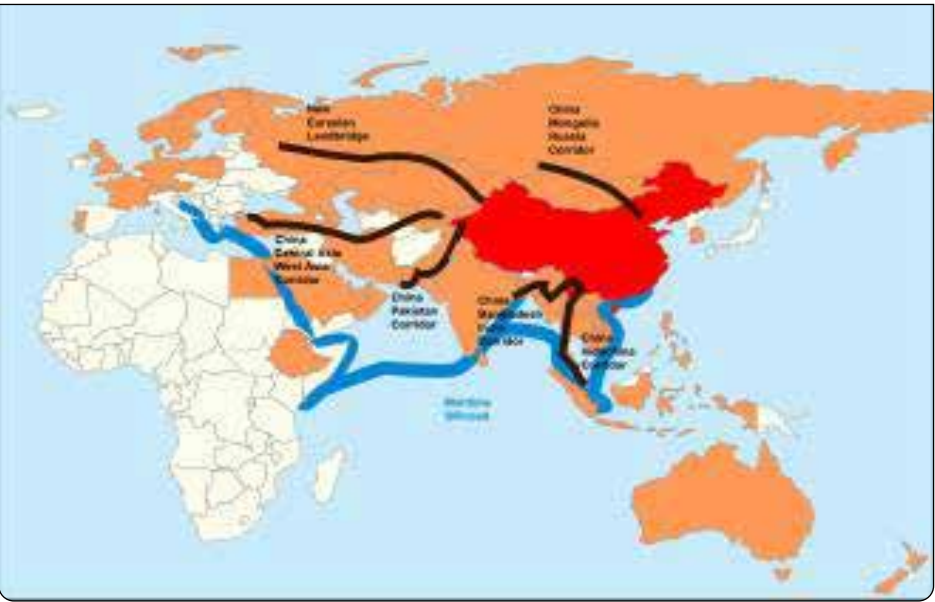 New
Eurasian
Landbridge
China
Mongolia
Russia
Corridor
China
Central Asia
West Asia
Corridor
China
Pakistan
Corridor
China
Bangladesh
Corridor
China
Indochina
Corridor
Maritime
Silkroad